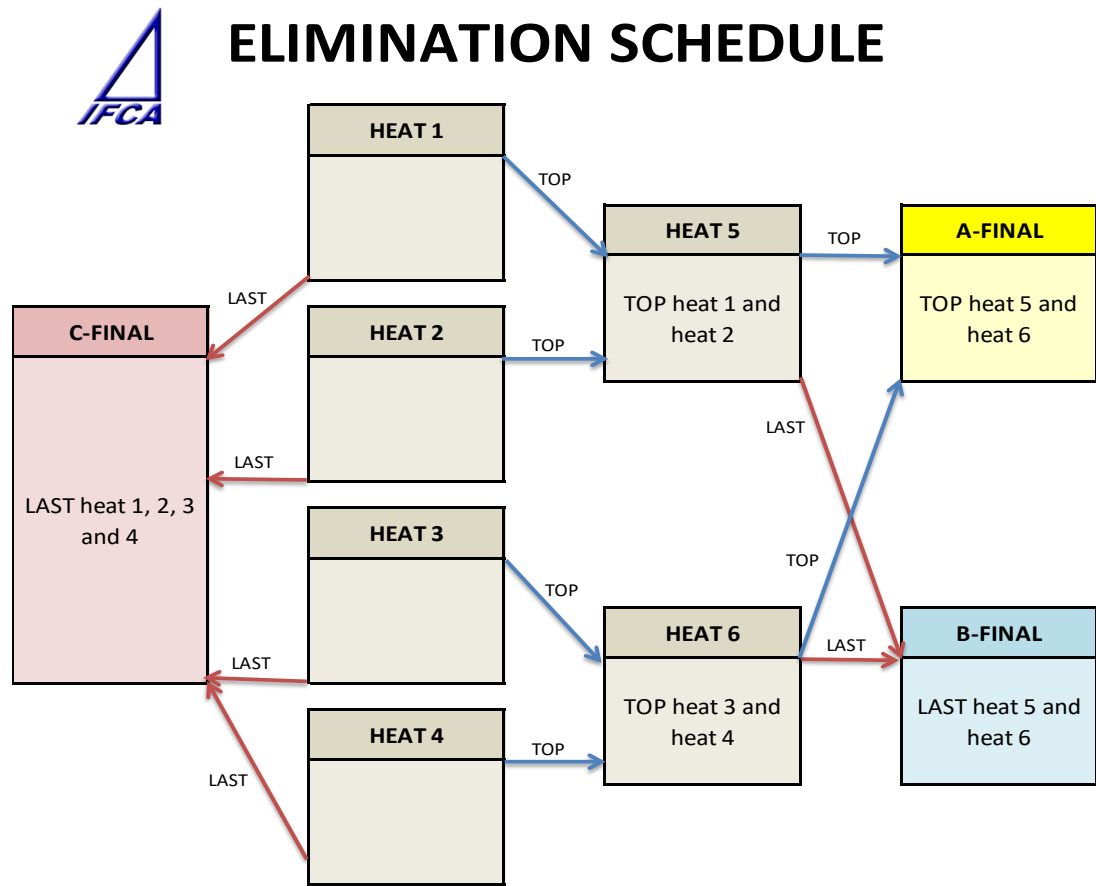 ELIMINATION SCHEDULE
IFCA
HEAT 1
TOP
HEAT 5
TOP
A-FINAL
TOP heat 1 and
heat 2
TOP heat 5 and
heat 6
LAST
C-FINAL
HEAT 2
TOP
LAST
LAST
LAST heat 1, 2, 3
and 4
HEAT 3
TOP
TOP
HEAT 6
LAST
B-FINAL
LAST
TOP heat 3 and
heat 4
LAST heat 5 and
heat 6
HEAT 4
TOP
LAST